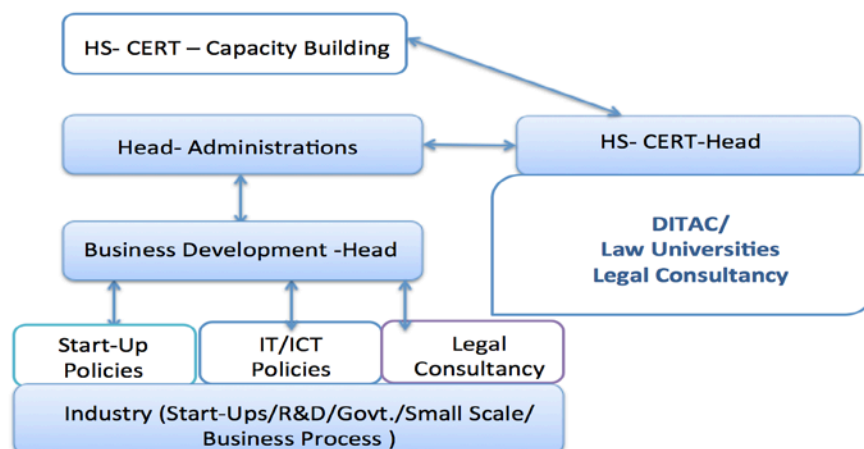 HS- CERT – Capacity Building
Head- Administrations
HS- CERT-Head
DITAC/
Law Universities
Legal Consultancy
Business Development -Head
Start-Up
Policies
IT/ICT
Policies
Legal
Consultancy
Industry (Start-Ups/R&D/Govt./Small Scale/
Business Process )